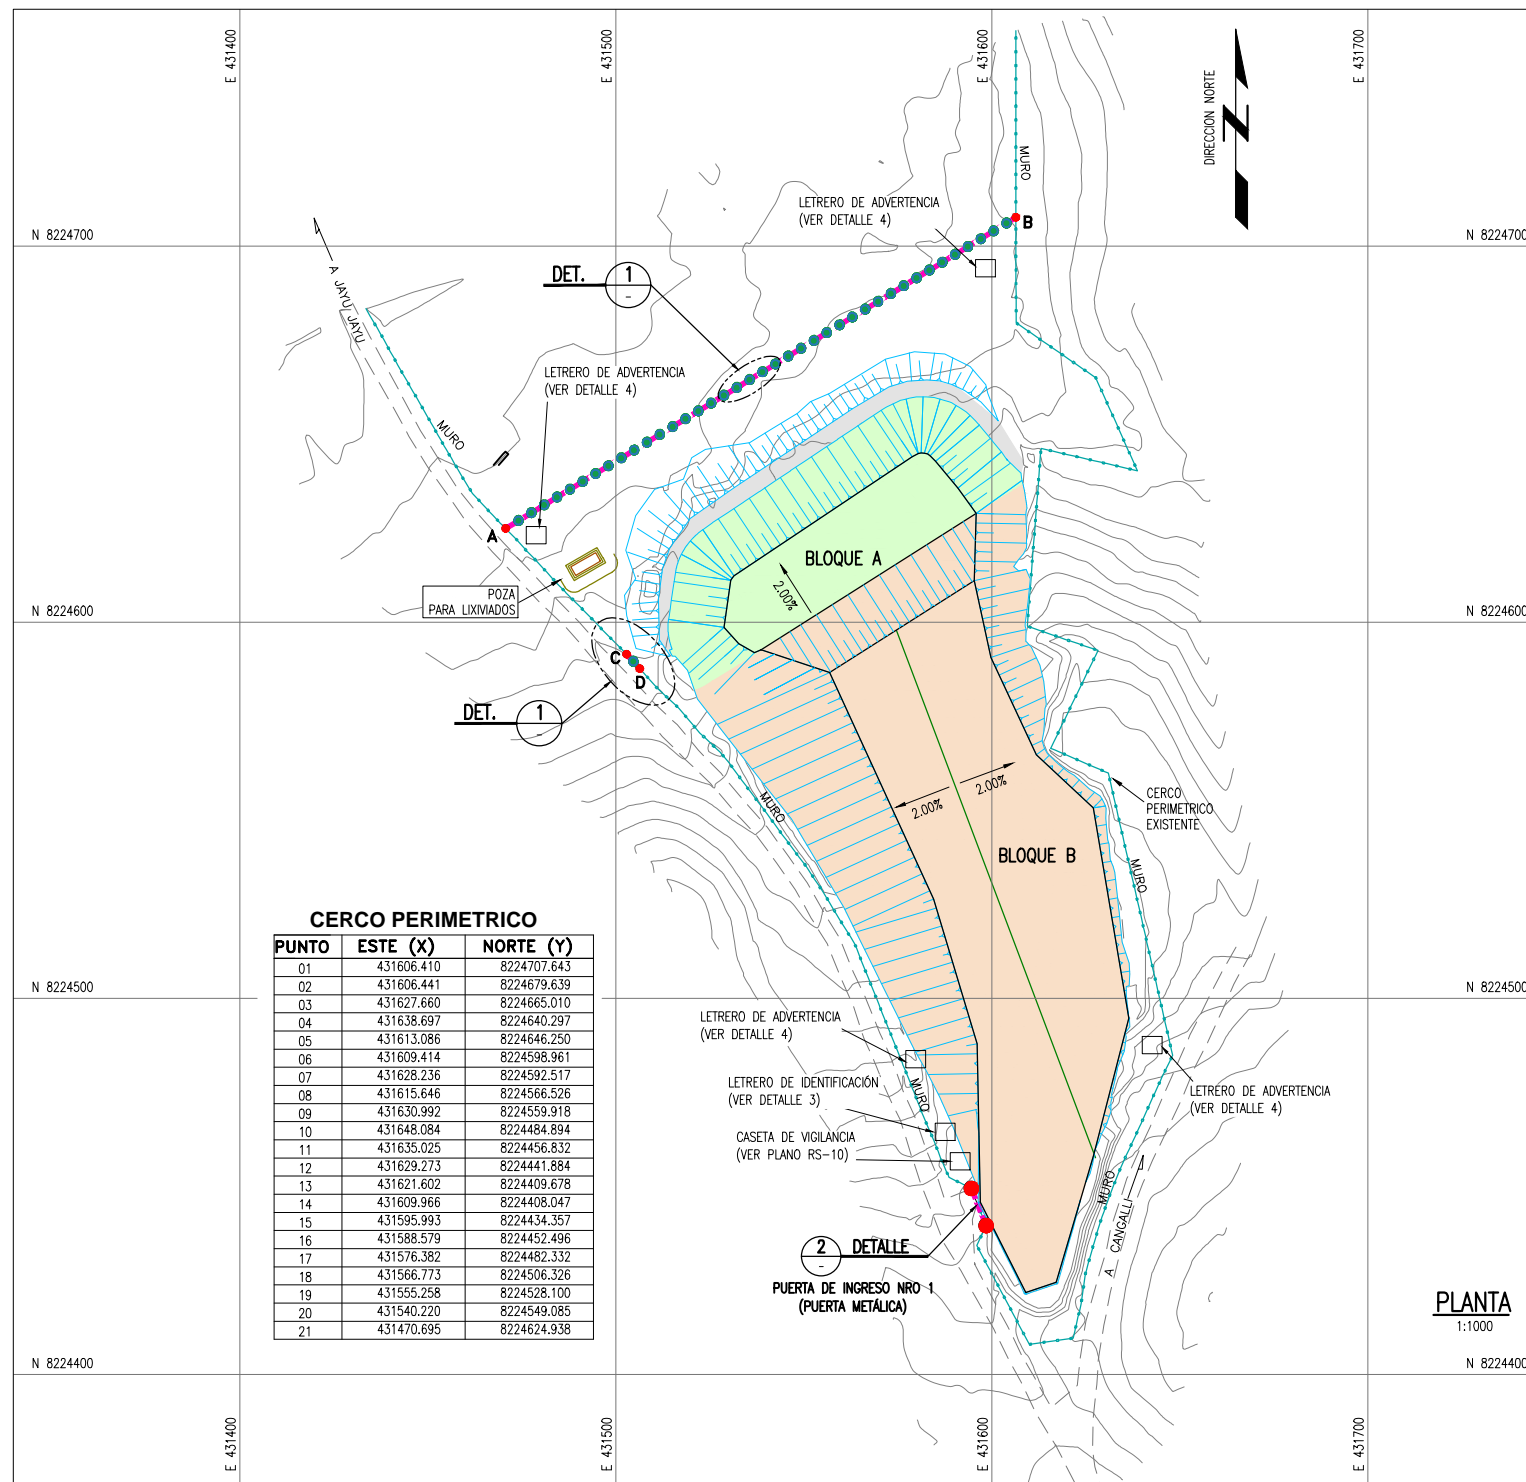 E 431400
E 431500
E 431600
E 431700
DIRECCION NORTE
N
MURO
LETRERO DE ADVERTENCIA
(VER DETALLE 4)
B
N 8224700
N 8224700
DET.
1
-
A JAYU JAYU
LETRERO DE ADVERTENCIA
(VER DETALLE 4)
MURO
A
BLOQUE A
2.00%
POZA
PARA LIXIVIADOS
N 8224600
N 8224600
C
D
DET.
1
-
MURO
2.00%
2.00%
CERCO
PERIMETRICO
EXISTENTE
BLOQUE B
MURO
CERCO PERIMETRICO
PUNTO ESTE (X) NORTE (Y)
01 431606.410 8224707.643
02 431606.441 8224679.639
03 431627.660 8224665.010
04 431638.697 8224640.297
05 431613.086 8224646.250
06 431609.414 8224598.961
07 431628.236 8224592.517
08 431615.646 8224566.526
09 431630.992 8224559.918
10 431648.084 8224484.894
11 431635.025 8224456.832
12 431629.273 8224441.884
13 431621.602 8224409.678
14 431609.966 8224408.047
15 431595.993 8224434.357
16 431588.579 8224452.496
17 431576.382 8224482.332
18 431566.773 8224506.326
19 431555.258 8224528.100
20 431540.220 8224549.085
21 431470.695 8224624.938
N 8224500
N 8224500
LETRERO DE ADVERTENCIA
(VER DETALLE 4)
LETRERO DE IDENTIFICACIÓN
(VER DETALLE 3)
MURO
CASETA DE VIGILANCIA
(VER PLANO RS-10)
LETRERO DE ADVERTENCIA
(VER DETALLE 4)
MURO
A CANGALLI
2
-
DETALLE
PUERTA DE INGRESO NRO 1
(PUERTA METÁLICA)
PLANTA
1:1000
N 8224400
N 8224400
E 431400
E 431500
E 431600
E 431700